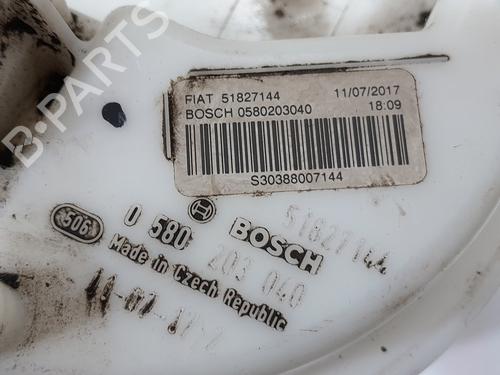 B-PARTS
FIAT 51827144 11/07/2017
BOSCH 0580203040 18:09
S30388007144
506 0 580 BOSCH 51827144
203 040
Made in Czech Republic